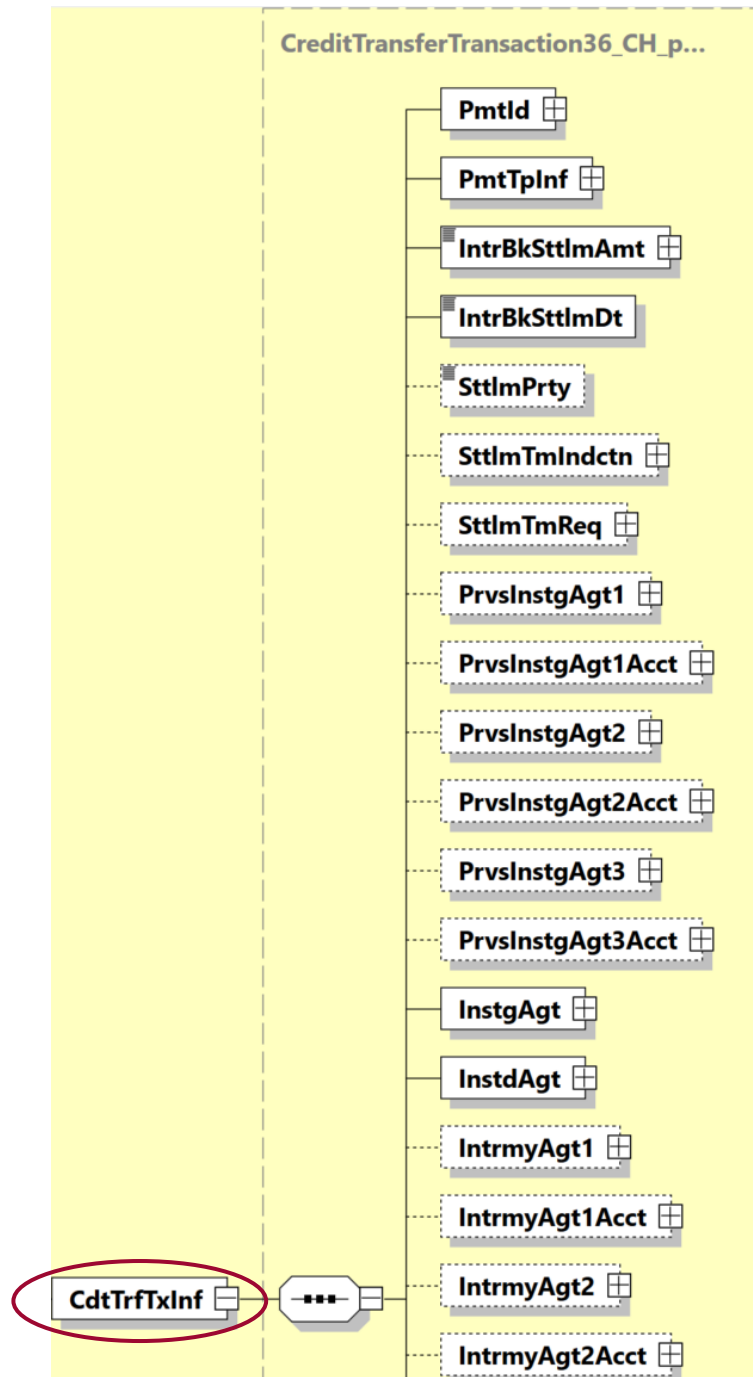 CreditTransferTransaction36_CH_p...
PmtId
PmtTpInf
IntrBkSttlmAmt
IntrBkSttlmDt
SttlmPrty
SttlmTmIndctn
SttlmTmReq
PrvsInstgAgt1
PrvsInstgAgt1Acct
PrvsInstgAgt2
PrvsInstgAgt2Acct
PrvsInstgAgt3
PrvsInstgAgt3Acct
InstgAgt
InstdAgt
IntrmyAgt1
IntrmyAgt1Acct
CdtTrfTxInf
IntrmyAgt2
IntrmyAgt2Acct